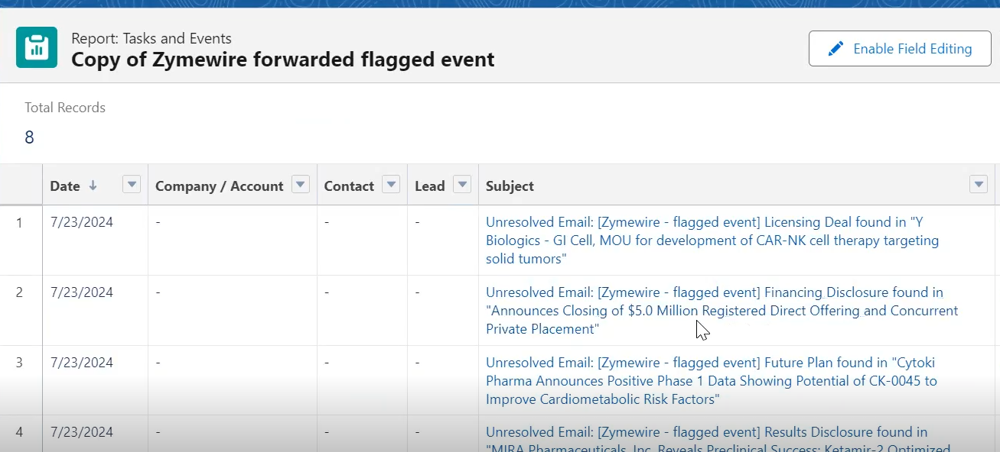 Report: Tasks and Events
Copy of Zymewire forwarded flagged event
Enable Field Editing
Total Records
8
Date ↓ Company / Account Contact Lead Subject
1 7/23/2024 - - - Unresolved Email: [Zymewire - flagged event] Licensing Deal found in "Y
Biologics - GI Cell, MOU for development of CAR-NK cell therapy targeting
solid tumors"
2 7/23/2024 - - - Unresolved Email: [Zymewire - flagged event] Financing Disclosure found in
"Announces Closing of $5.0 Million Registered Direct Offering and Concurrent
Private Placement"
3 7/23/2024 - - - Unresolved Email: [Zymewire - flagged event] Future Plan found in "Cytoki
Pharma Announces Positive Phase 1 Data Showing Potential of CK-0045 to
Improve Cardiometabolic Risk Factors"
4 7/23/2024 - - - Unresolved Email: [Zymewire - flagged event] Results Disclosure found in
"MIRA Pharmaceuticals, Inc. Reveals Preclinical Success: Ketamir-2 Optimized